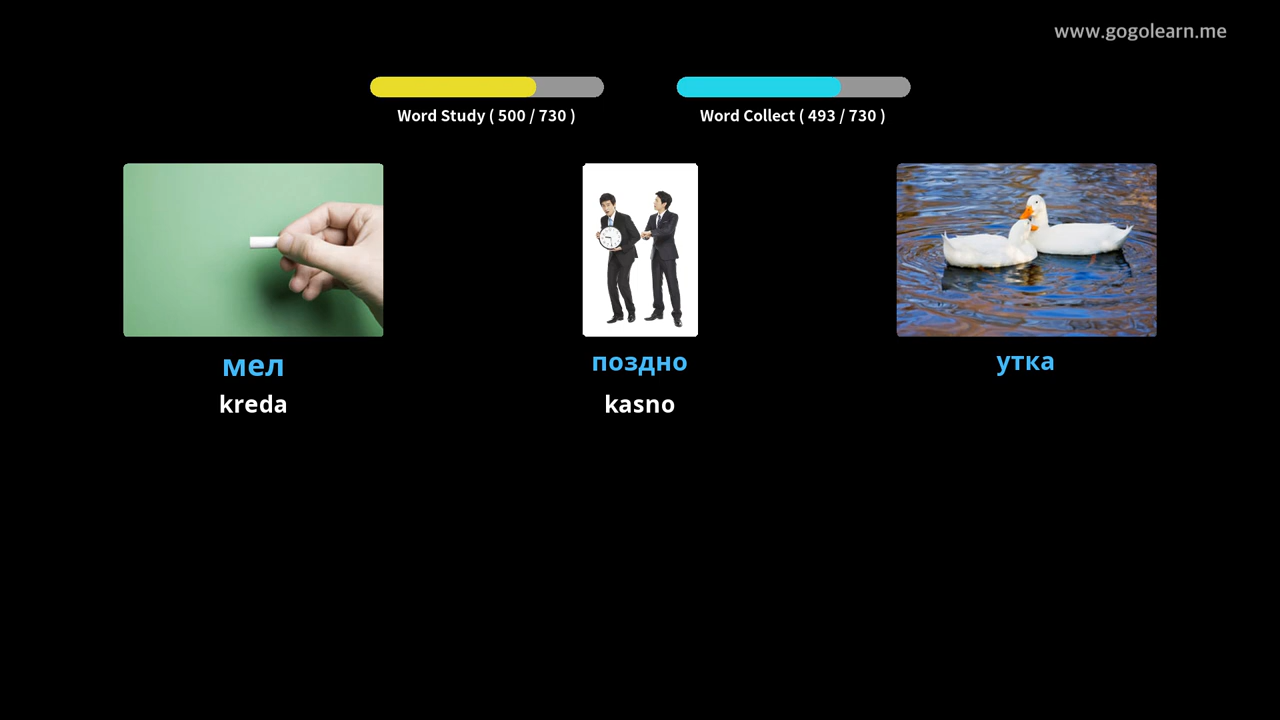 www.gogolearn.me
Word Study ( 500 / 730 )
Word Collect ( 493 / 730 )
мел
kreda
поздно
kasno
утка